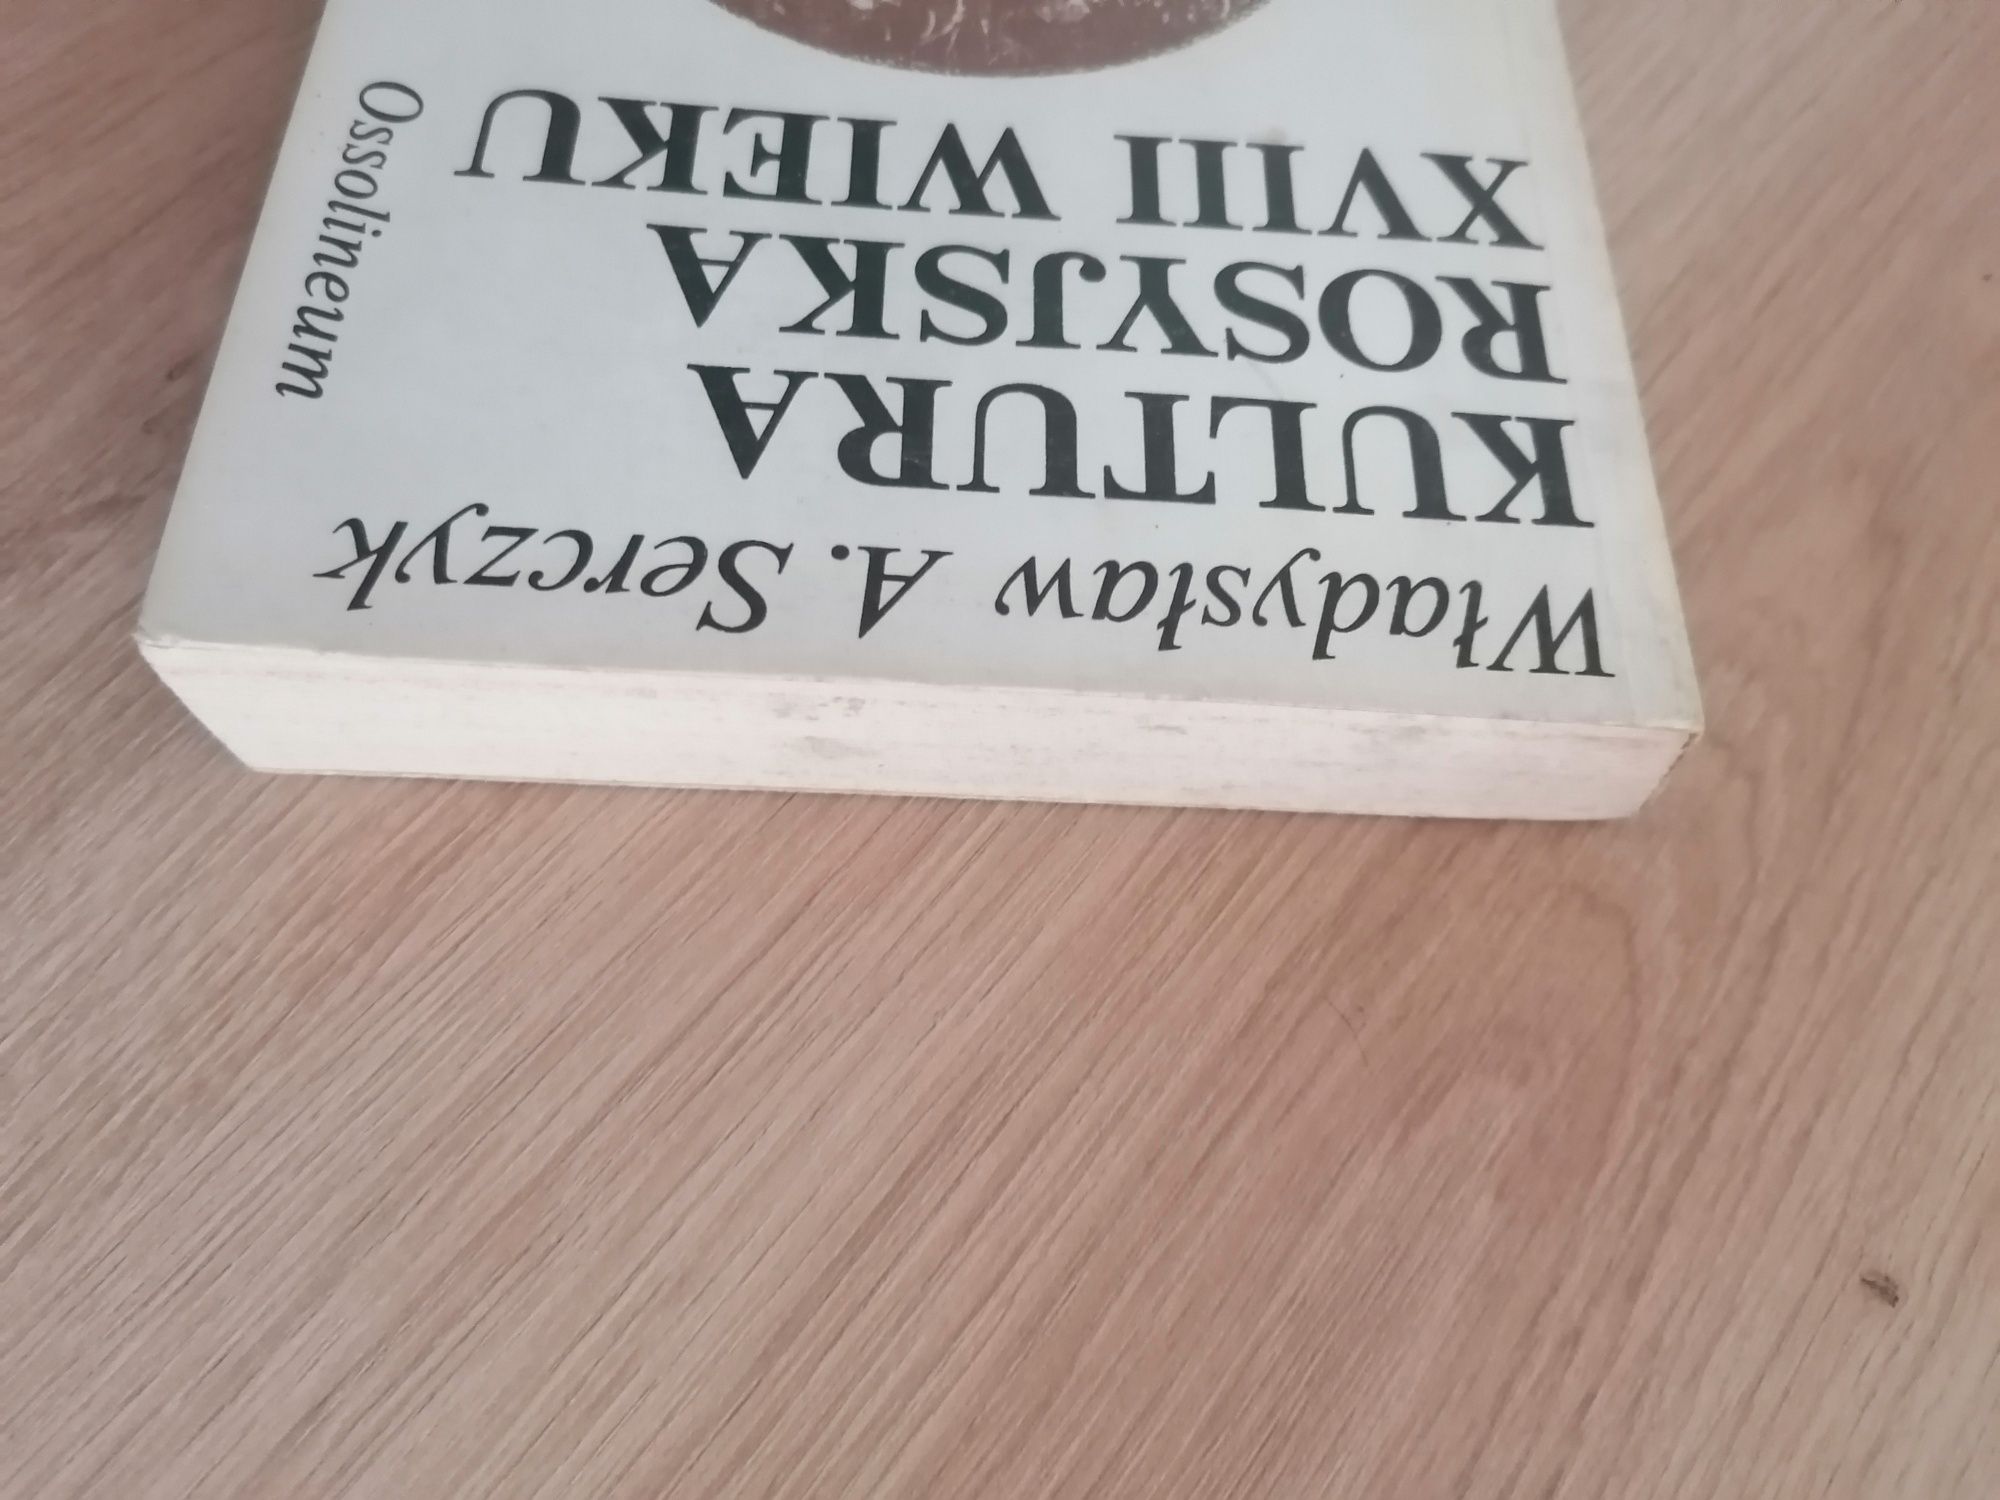 Władysław A. Serczyk
KULTURA
ROSYJSKA
XVIII WIEKU
Ossolineum